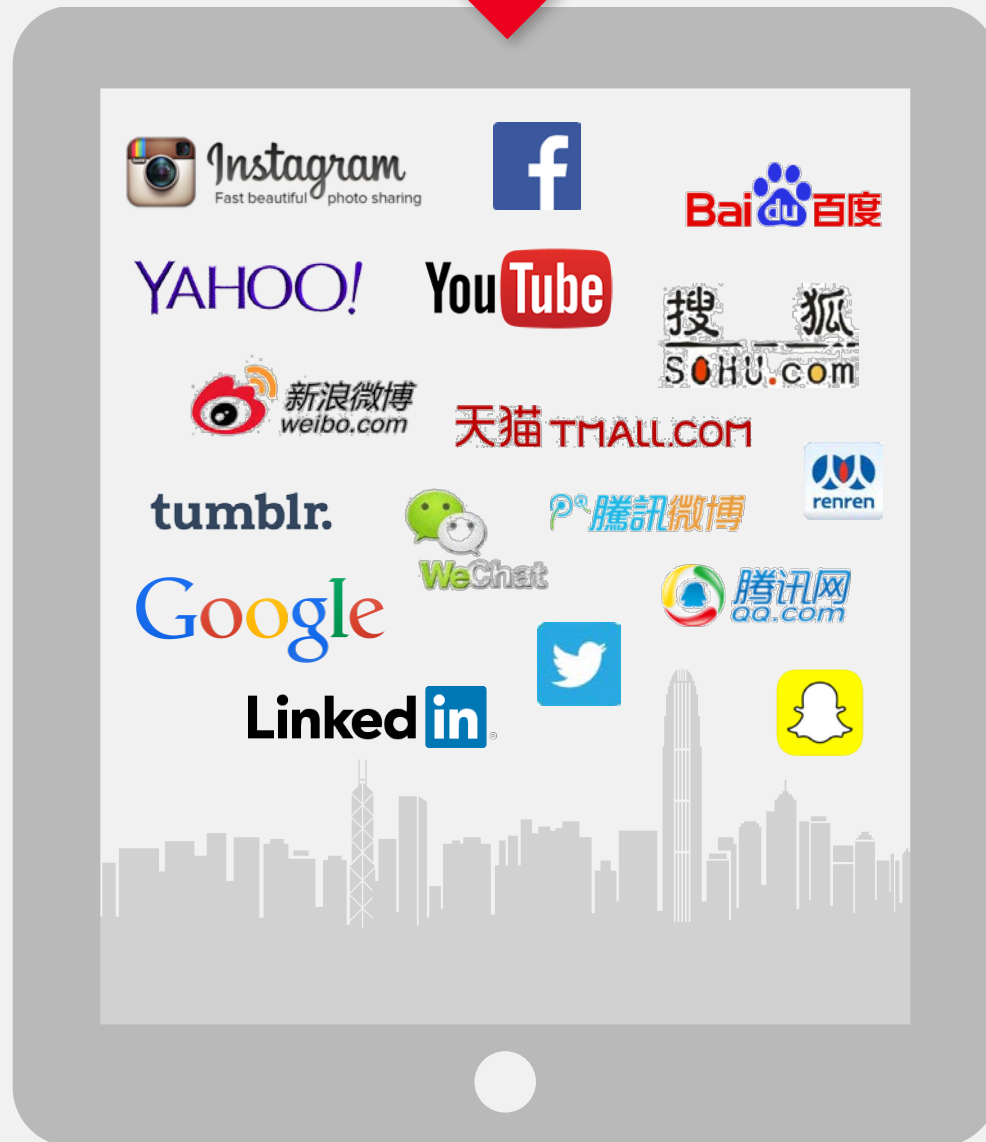 Instagram
Fast beautiful photo sharing
f
Bai du 百度
YAHOO!
YouTube
搜 狐
SOHU.com
新浪微博
weibo.com
天猫 TMALL.COM
renren
tumblr.
騰訊微博
WeChat
Google
腾讯网
QQ.com
Linked in ®